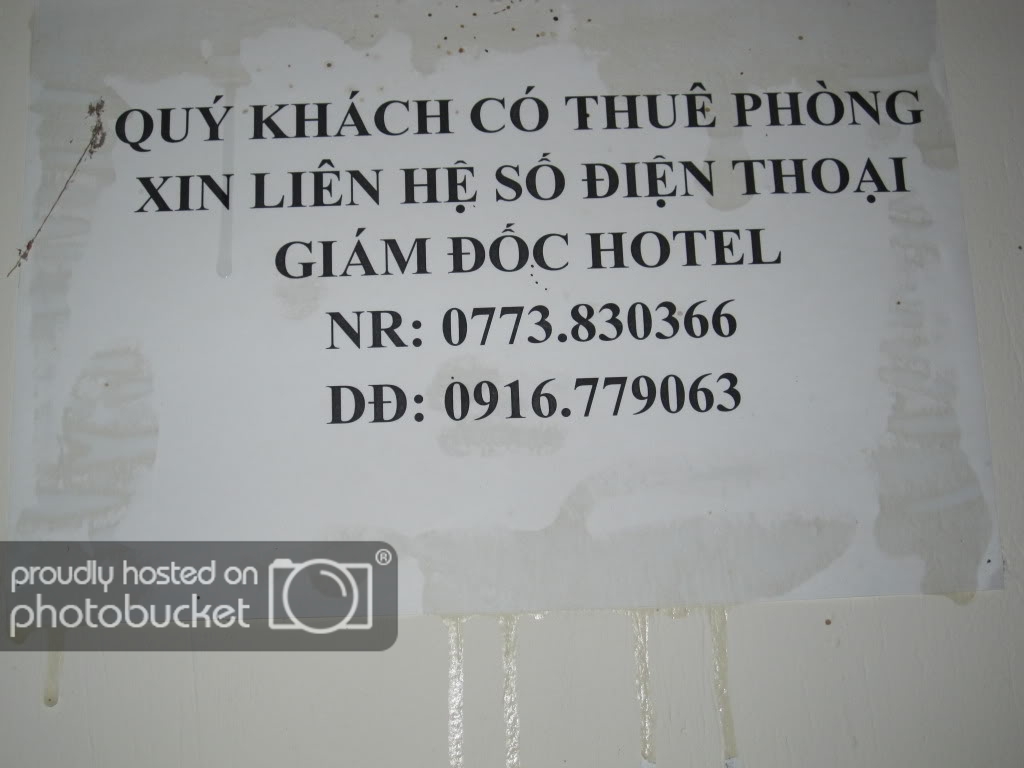 QUÝ KHÁCH CÓ THUÊ PHÒNG
XIN LIÊN HỆ SỐ ĐIỆN THOẠI
GIÁM ĐỐC HOTEL
NR: 0773.830366
DĐ: 0916.779063
proudly hosted on
photobucket ®